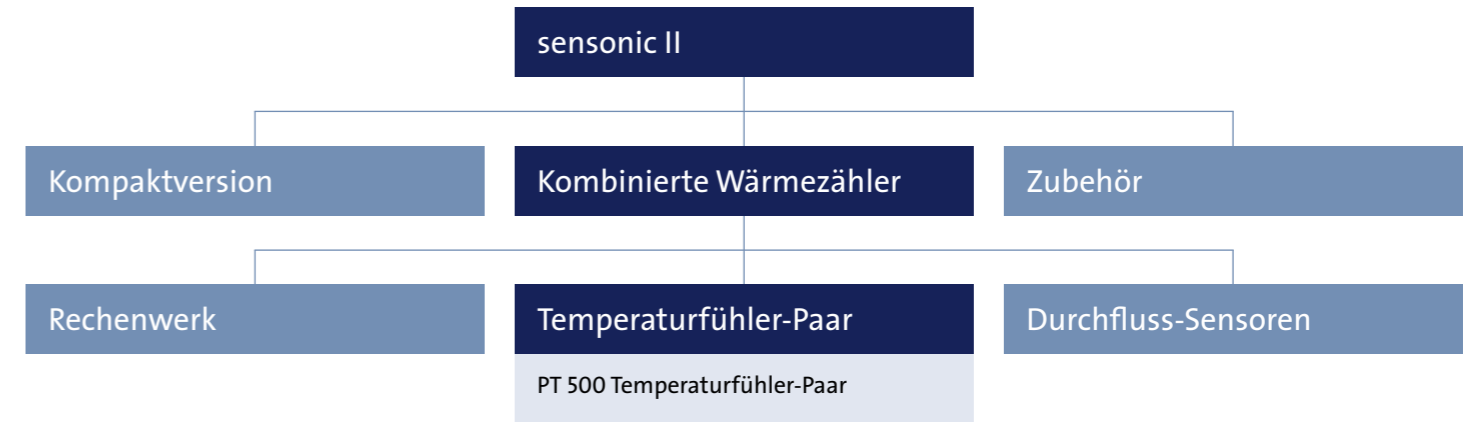 sensonic II
Kompaktversion
Kombinierte Wärmezähler
Zubehör
Rechenwerk
Temperaturfühler-Paar
Durchfluss-Sensoren
PT 500 Temperaturfühler-Paar